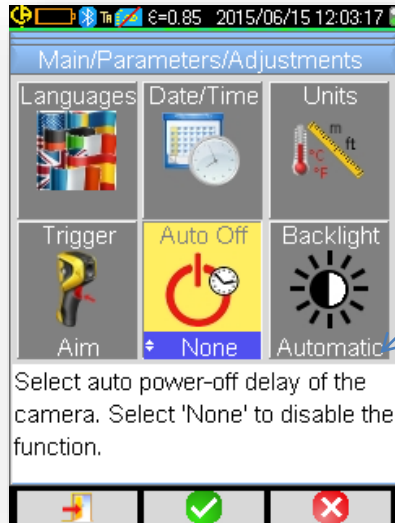 TA ε=0.85 2015/06/15 12:03:17
Main/Parameters/Adjustments
Languages Date/Time Units
m
ft
°C
°F
Trigger Auto Off Backlight
Aim None Automatic
Select auto power-off delay of the
camera. Select 'None' to disable the
function.